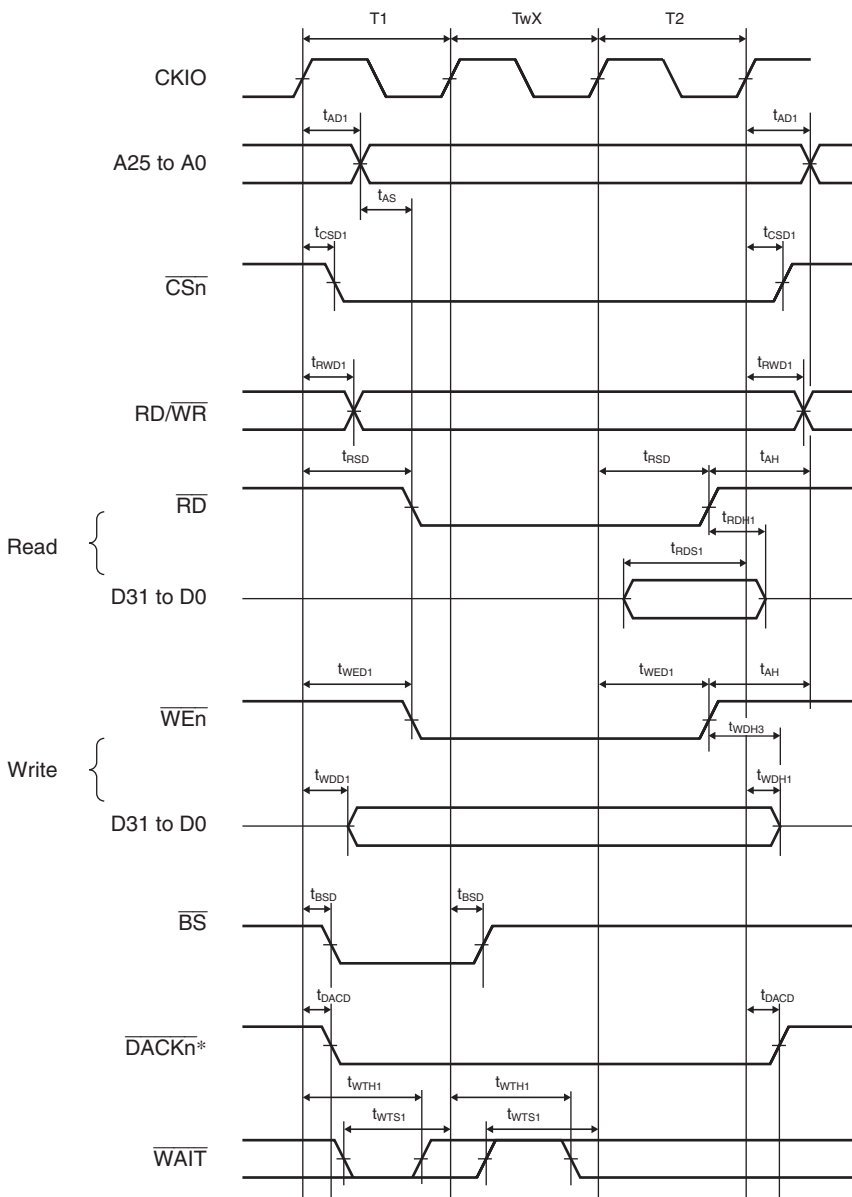 T1 TwX T2
CKIO
tAD1 tAD1
A25 to A0
tAS
tCSD1 tCSD1
CSn
tRWD1 tRWD1
RD/WR
tRSD tRSD tAH
RD
tRDH1
Read
tRDS1
D31 to D0
tWED1 tWED1 tAH
WEn
tWDH3
Write
tWDD1 tWDH1
D31 to D0
tBSD tBSD
BS
tDACD tDACD
DACKn*
tWTH1 tWTH1
tWTS1 tWTS1
WAIT